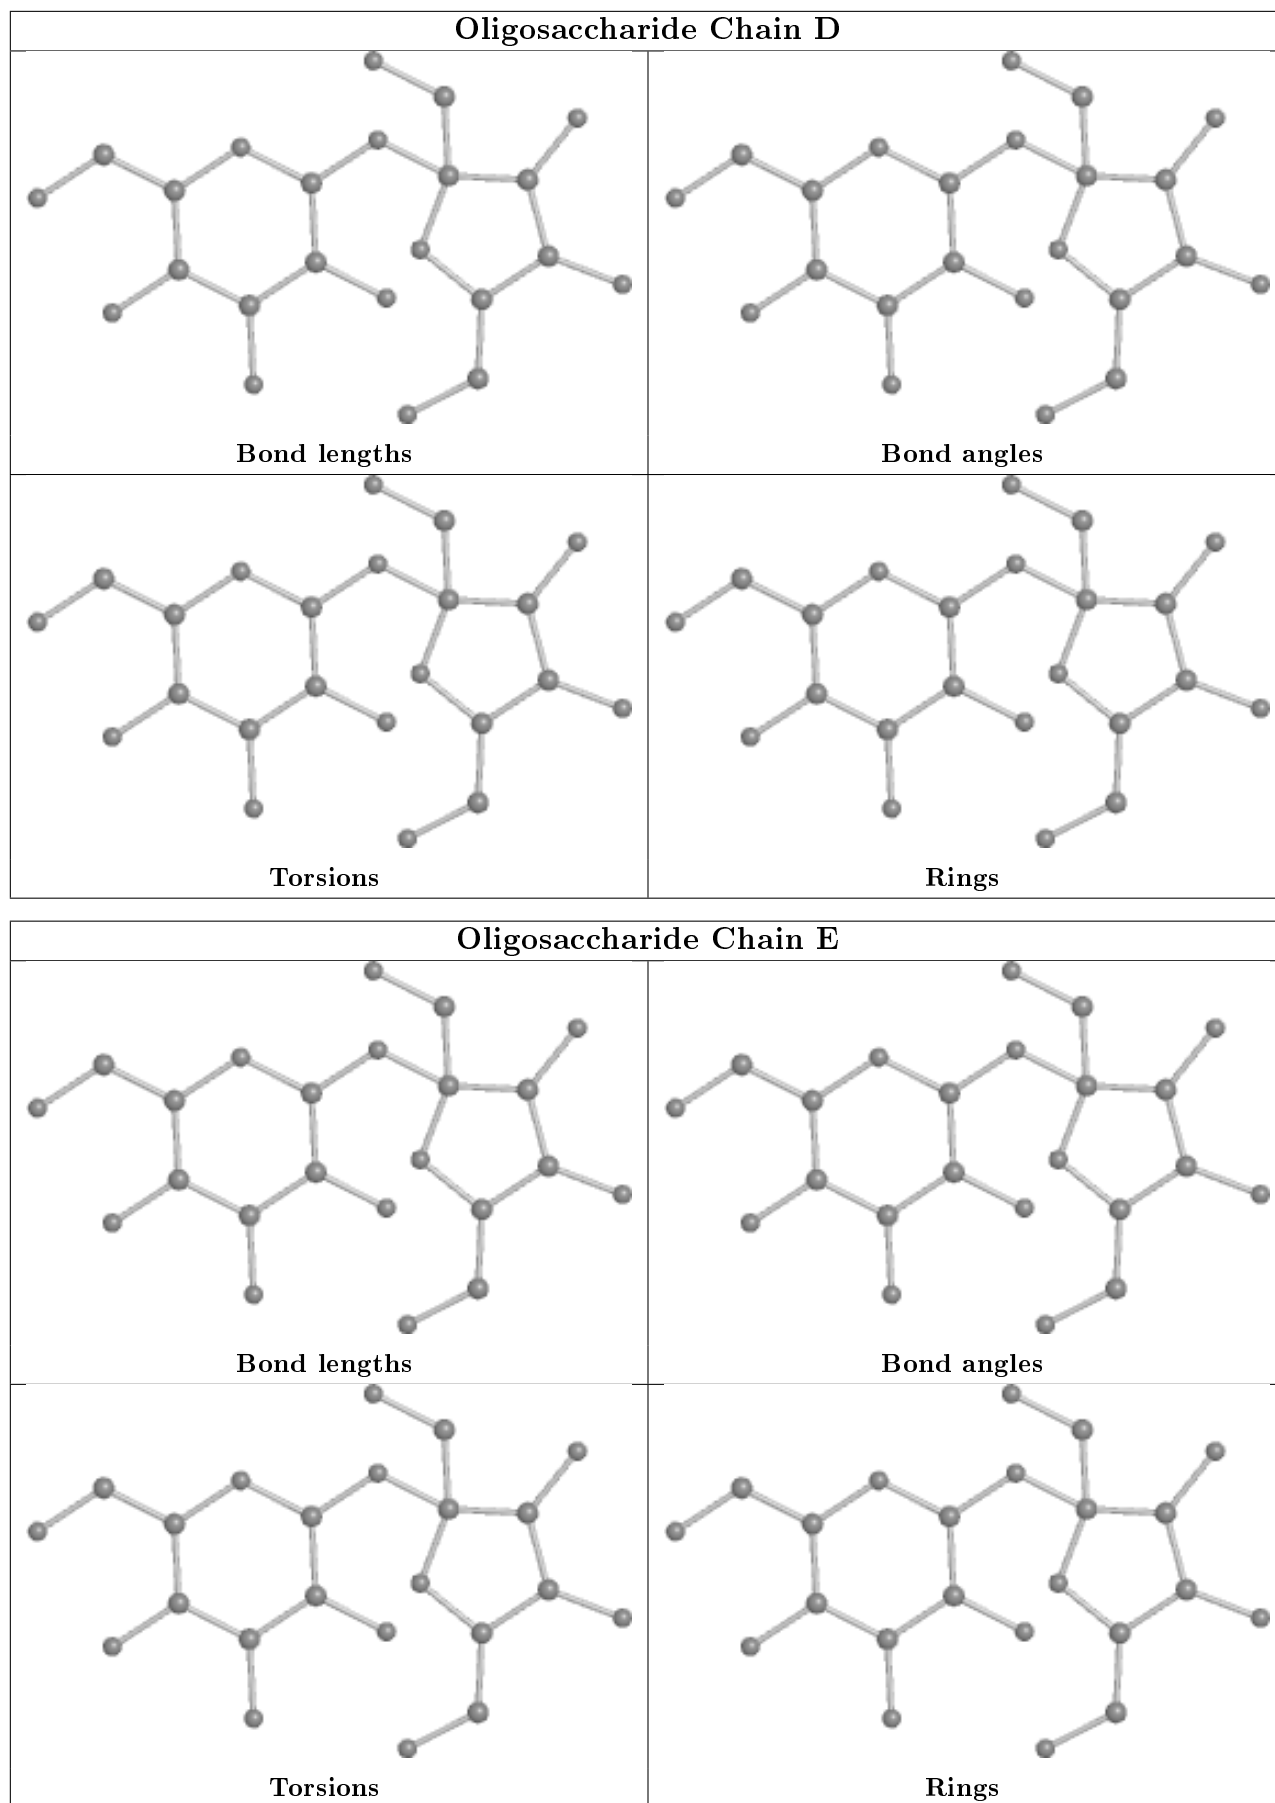 Oligosaccharide Chain D
Bond lengths
Bond angles
Torsions
Rings
Oligosaccharide Chain E
Bond lengths
Bond angles
Torsions
Rings